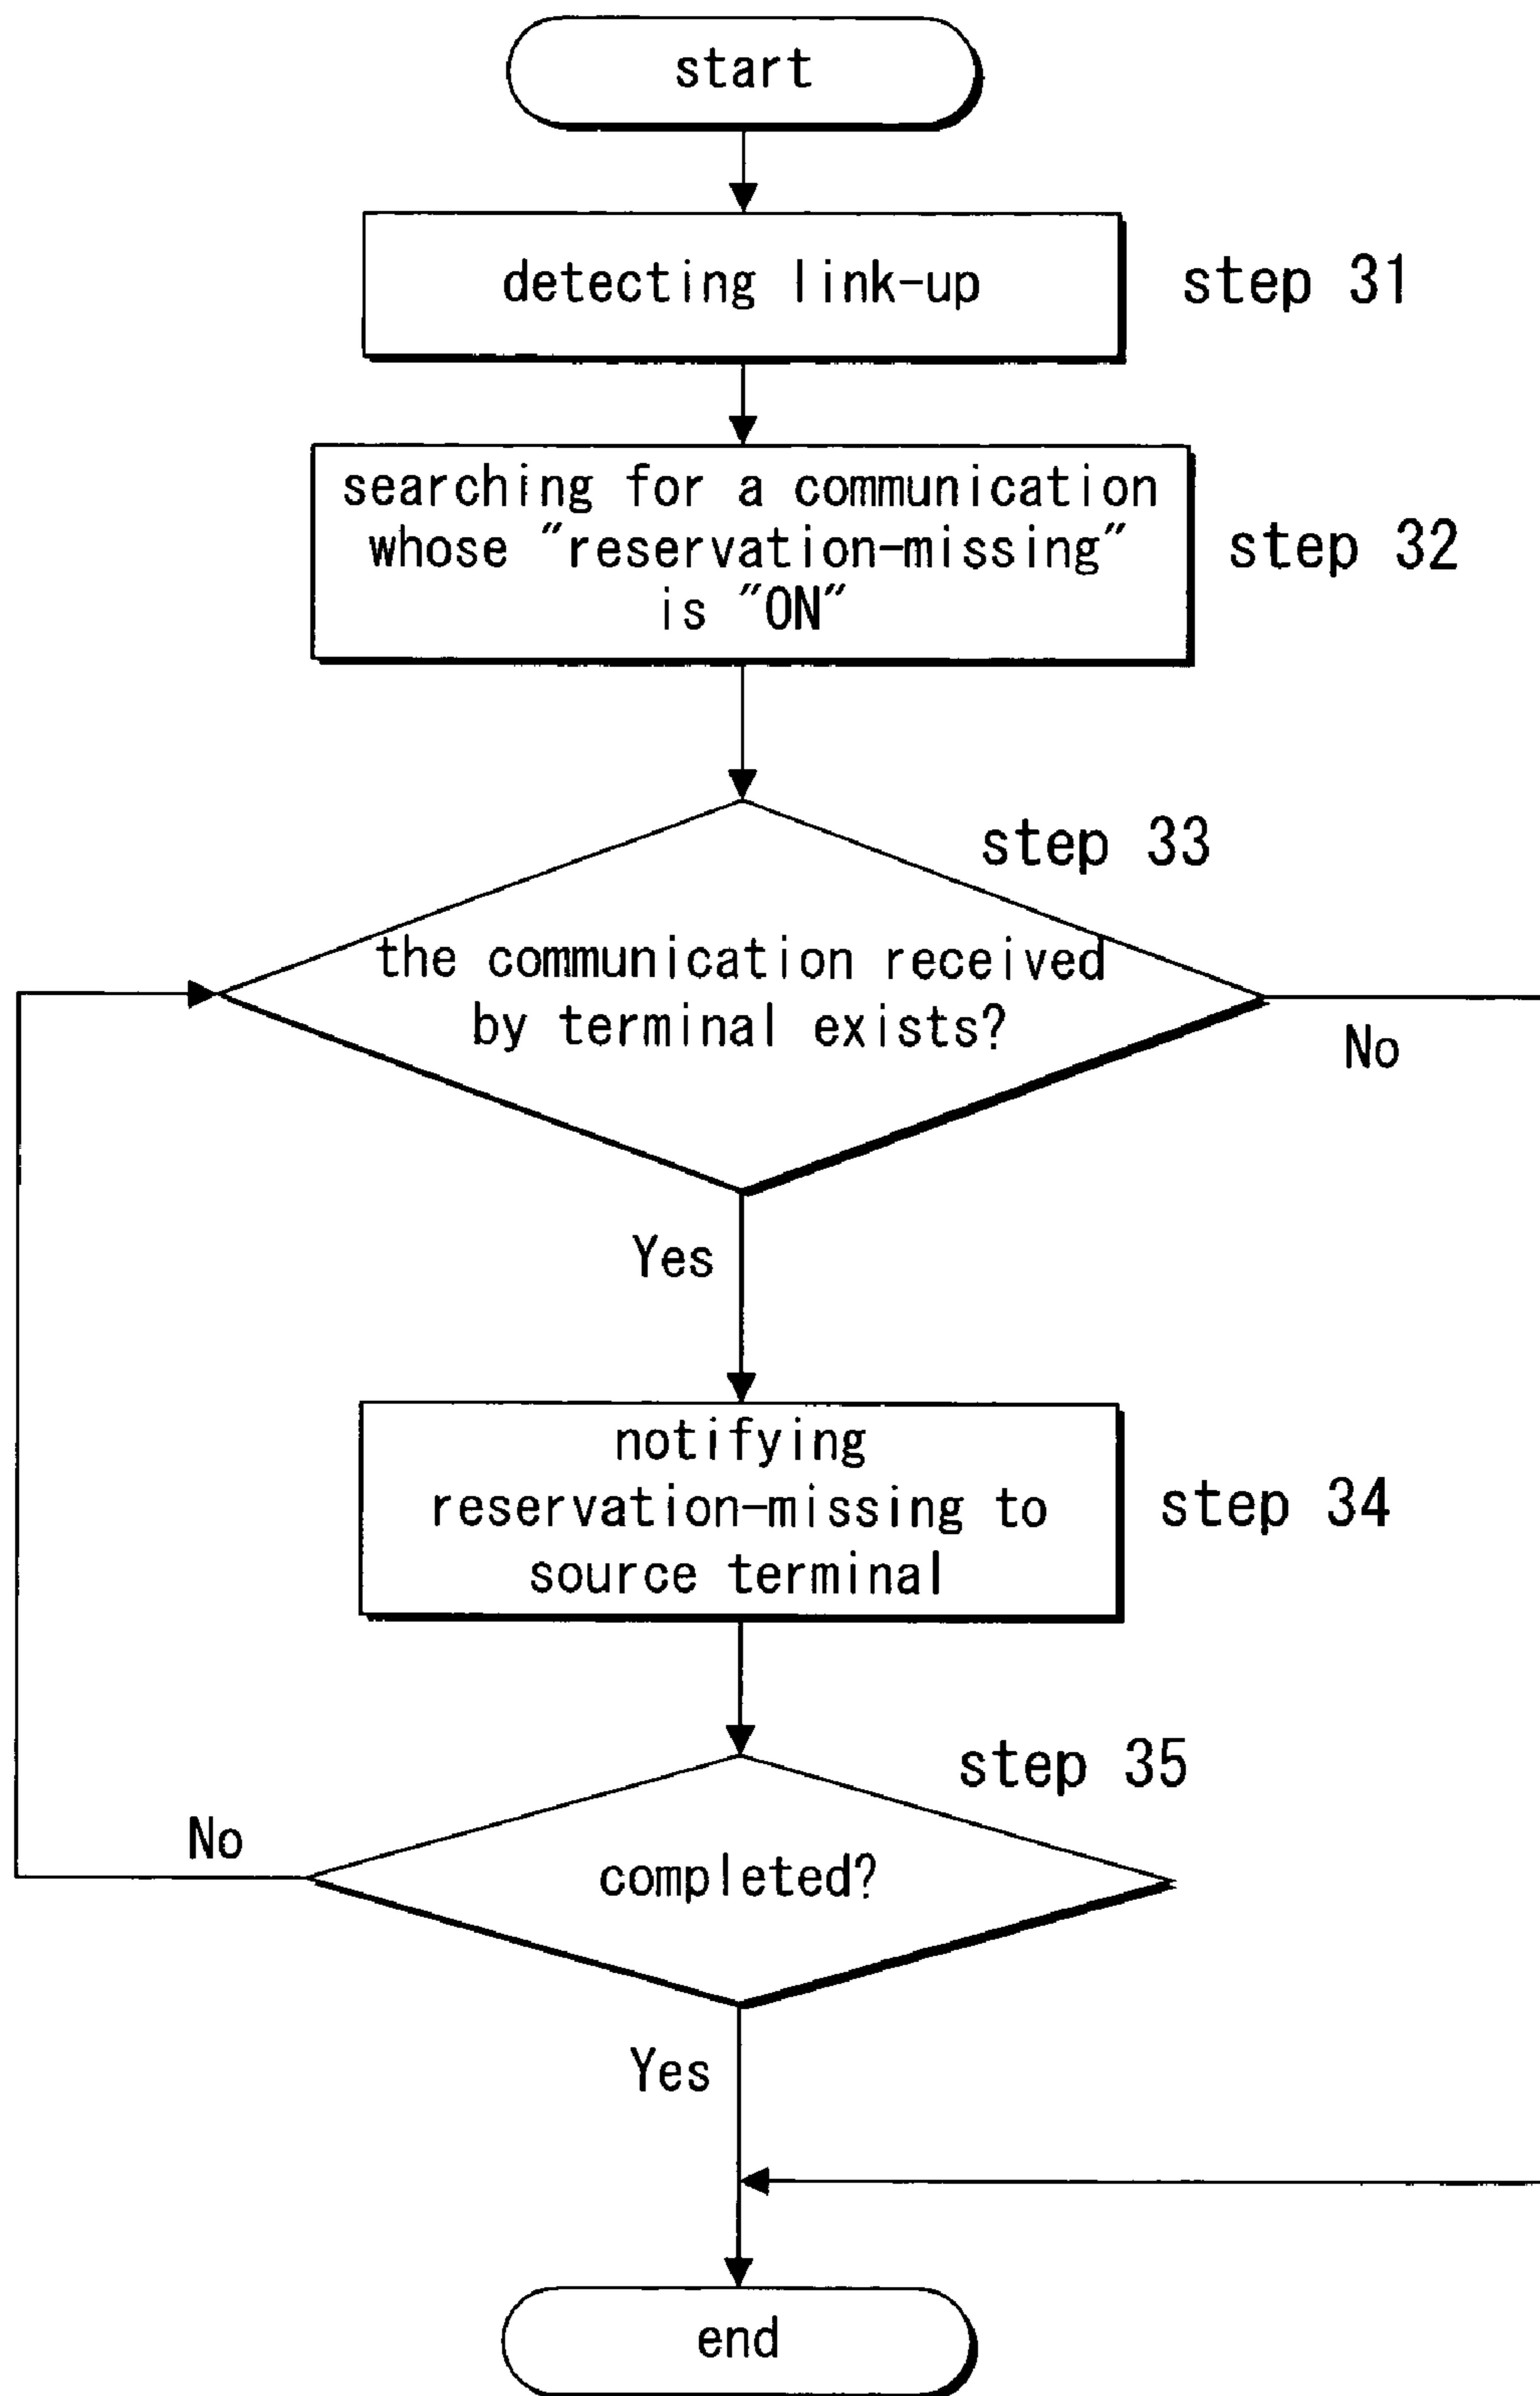 start
detecting link-up
step 31
searching for a communication
whose "reservation-missing"
is "ON"
step 32
step 33
the communication received
by terminal exists?
No
Yes
notifying
reservation-missing to
source terminal
step 34
step 35
No
completed?
Yes
end